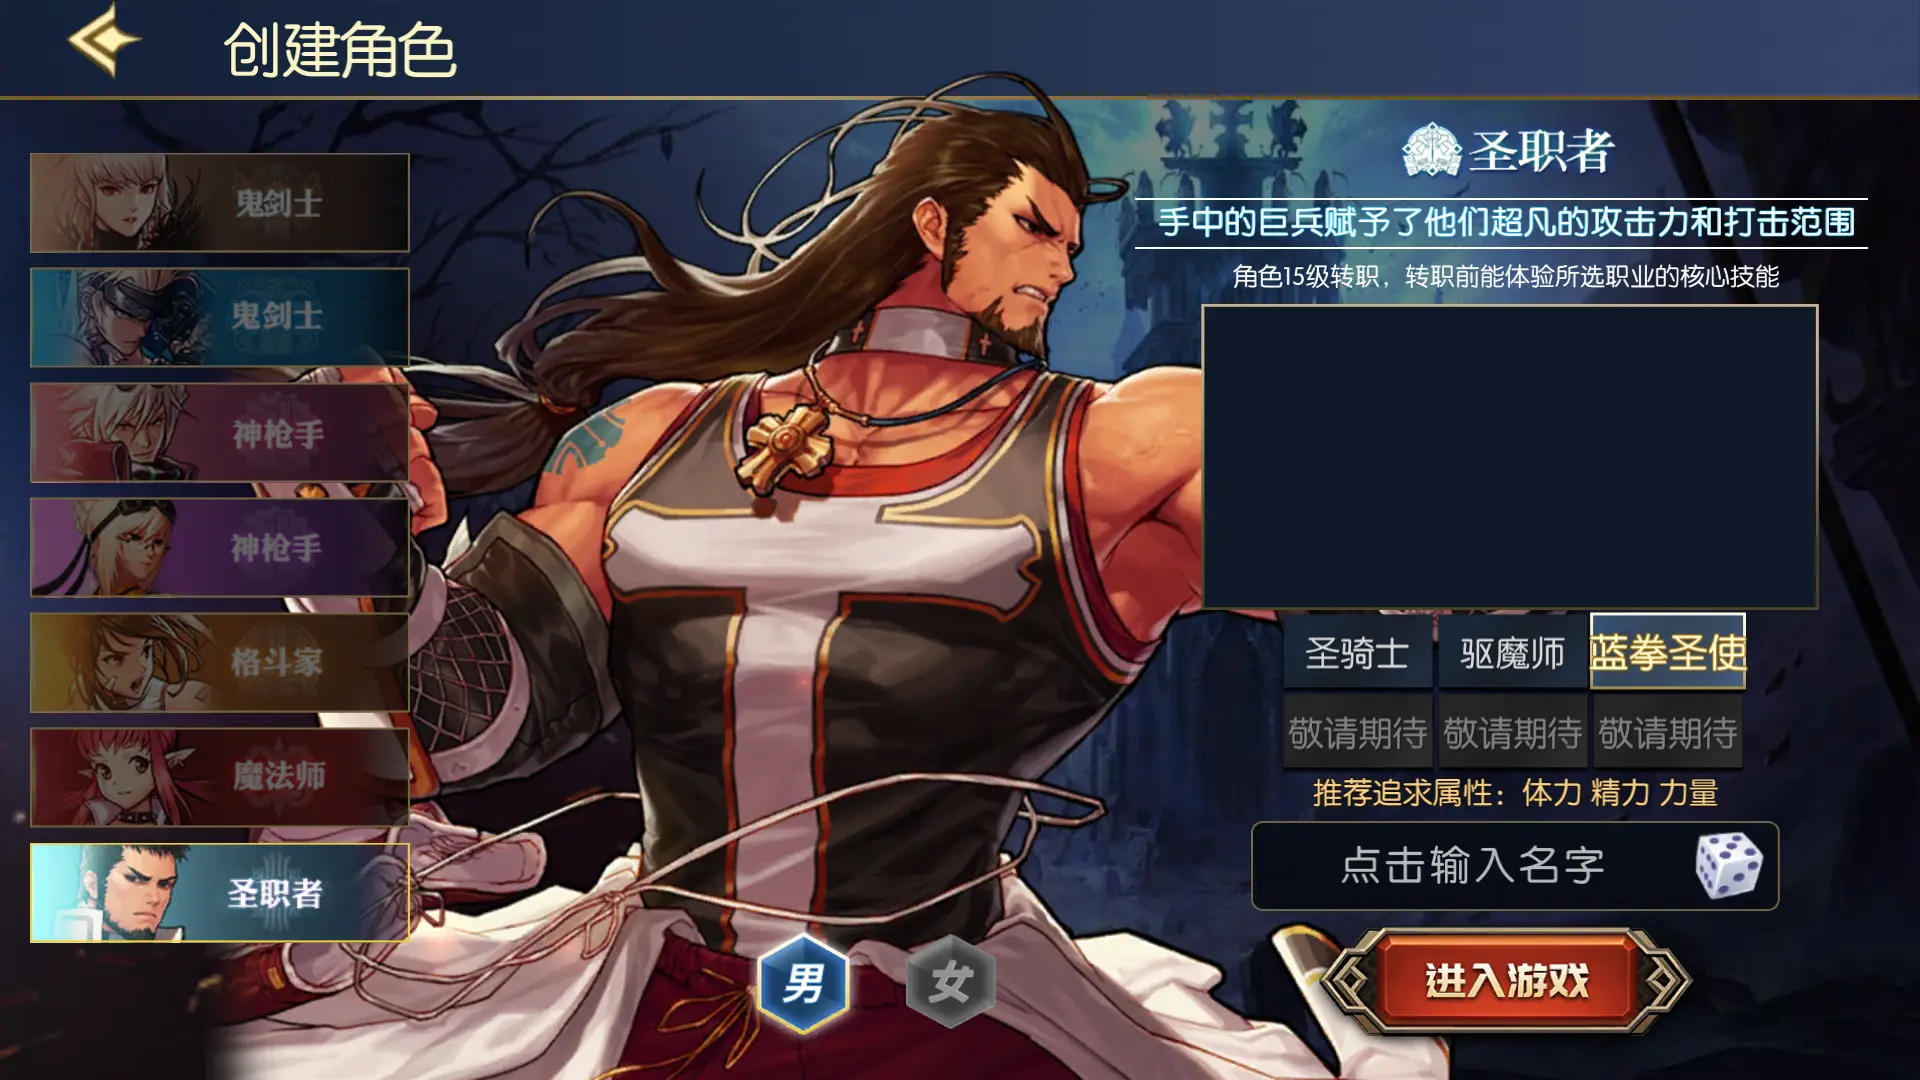 创建角色
鬼剑士
鬼剑士
神枪手
神枪手
格斗家
魔法师
圣职者
圣职者
手中的巨兵赋予了他们超凡的攻击力和打击范围
角色15级转职，转职前能体验所选职业的核心技能
圣骑士 驱魔师 蓝拳圣使
敬请期待 敬请期待 敬请期待
推荐追求属性：体力 精力 力量
点击输入名字
男 女
进入游戏